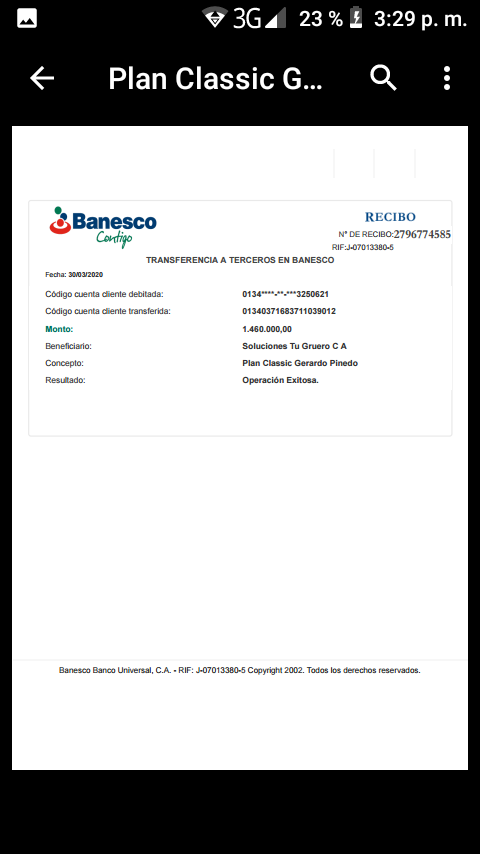 3G 23 % 3:29 p. m.
Plan Classic G...
Banesco
Contigo
RECIBO
N° DE RECIBO:2796774585
RIF:J-07013380-5
TRANSFERENCIA A TERCEROS EN BANESCO
Fecha: 30/03/2020
Código cuenta cliente debitada: 0134****-**-***3250621
Código cuenta cliente transferida: 01340371683711039012
Monto: 1.460.000,00
Beneficiario: Soluciones Tu Gruero C A
Concepto: Plan Classic Gerardo Pinedo
Resultado: Operación Exitosa.
Banesco Banco Universal, C.A. - RIF: J-07013380-5 Copyright 2002. Todos los derechos reservados.